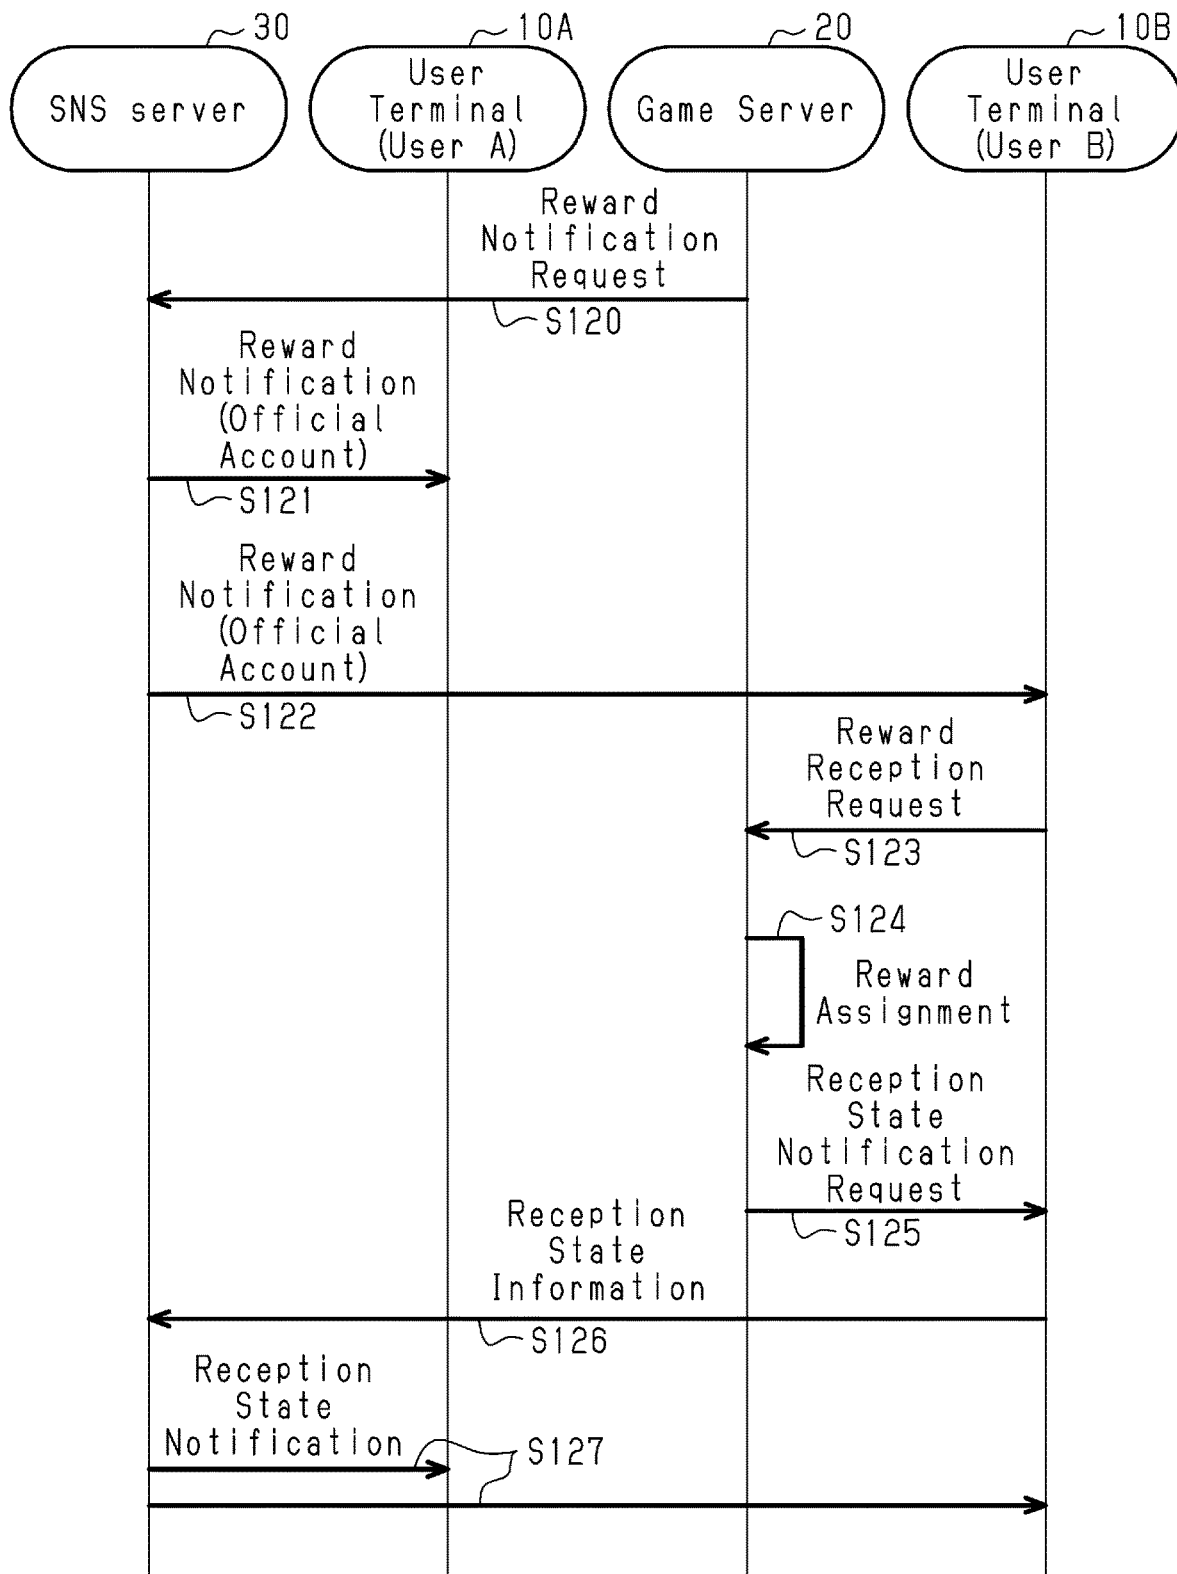 30
10A
20
10B
SNS server
User
Terminal
(User A)
Game Server
User
Terminal
(User B)
Reward
Notification
Request
S120
Reward
Notification
(Official
Account)
S121
Reward
Notification
(Official
Account)
S122
Reward
Reception
Request
S123
S124
Reward
Assignment
Reception
State
Notification
Request
S125
Reception
State
Information
S126
Reception
State
Notification
S127